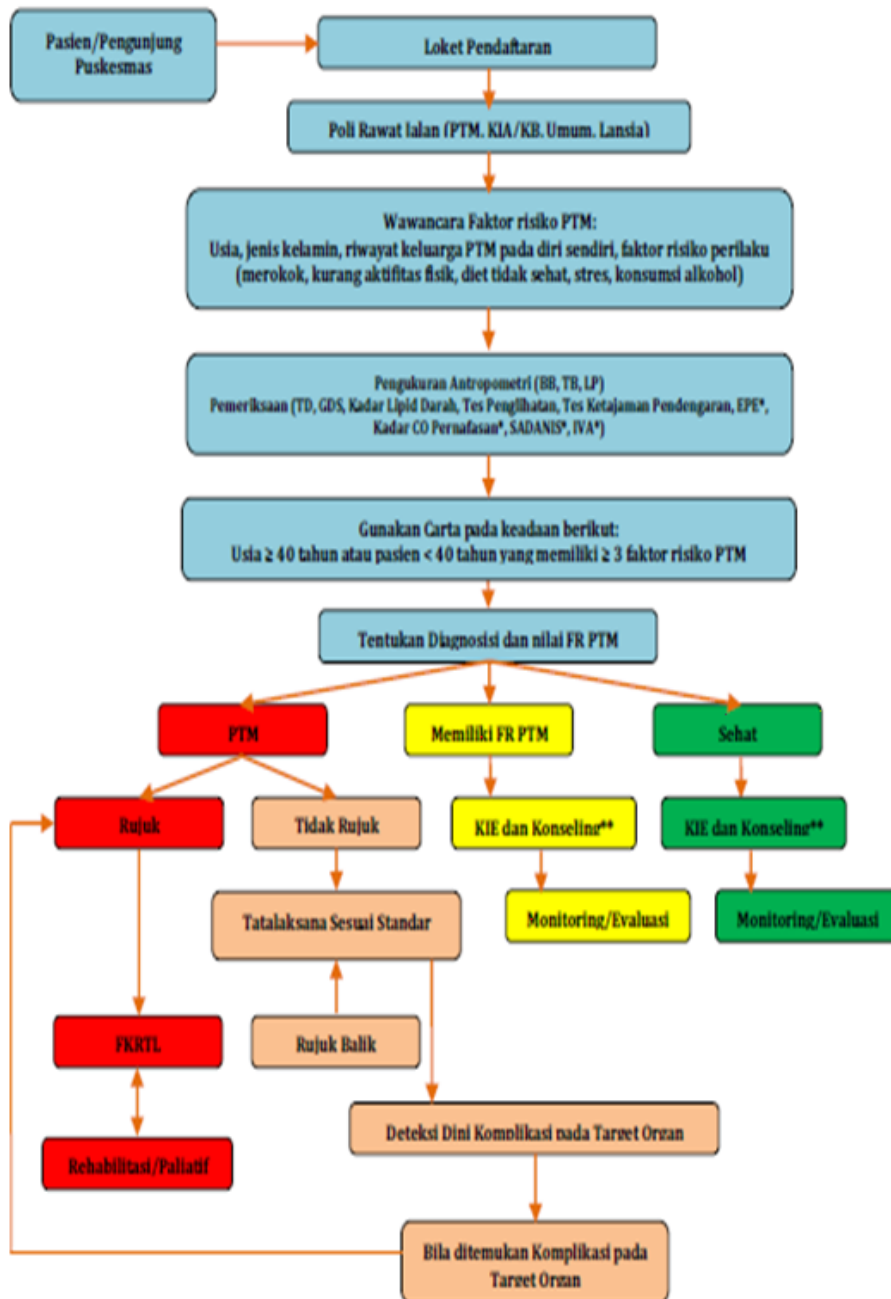 Pasien/Pengunjung
Puskesmas
Loket Pendaftaran
Poli Rawat Jalan (PTM, KIA/KB, Umum, Lansia)
Wawancara Faktor risiko PTM:
Usia, jenis kelamin, riwayat keluarga PTM pada diri sendiri, faktor risiko perilaku
(merokok, kurang aktifitas fisik, diet tidak sehat, stres, konsumsi alkohol)
Pengukuran Antropometri (BB, TB, LP)
Pemeriksaan (TD, GDS, Kadar Lipid Darah, Tes Penglihatan, Tes Ketajaman Pendengaran, EPE*,
Kadar CO Pernafasan*, SADANIS*, IVA*)
Gunakan Carta pada keadaan berikut:
Usia ≥ 40 tahun atau pasien < 40 tahun yang memiliki ≥ 3 faktor risiko PTM
Tentukan Diagnosisi dan nilai FR PTM
PTM
Memiliki FR PTM
Sehat
Rujuk
Tidak Rujuk
KIE dan Konseling**
KIE dan Konseling**
Tatalaksana Sesuai Standar
Monitoring/Evaluasi
Monitoring/Evaluasi
FKRTL
Rujuk Balik
Deteksi Dini Komplikasi pada Target Organ
Rehabilitasi/Paliatif
Bila ditemukan Komplikasi pada
Target Organ